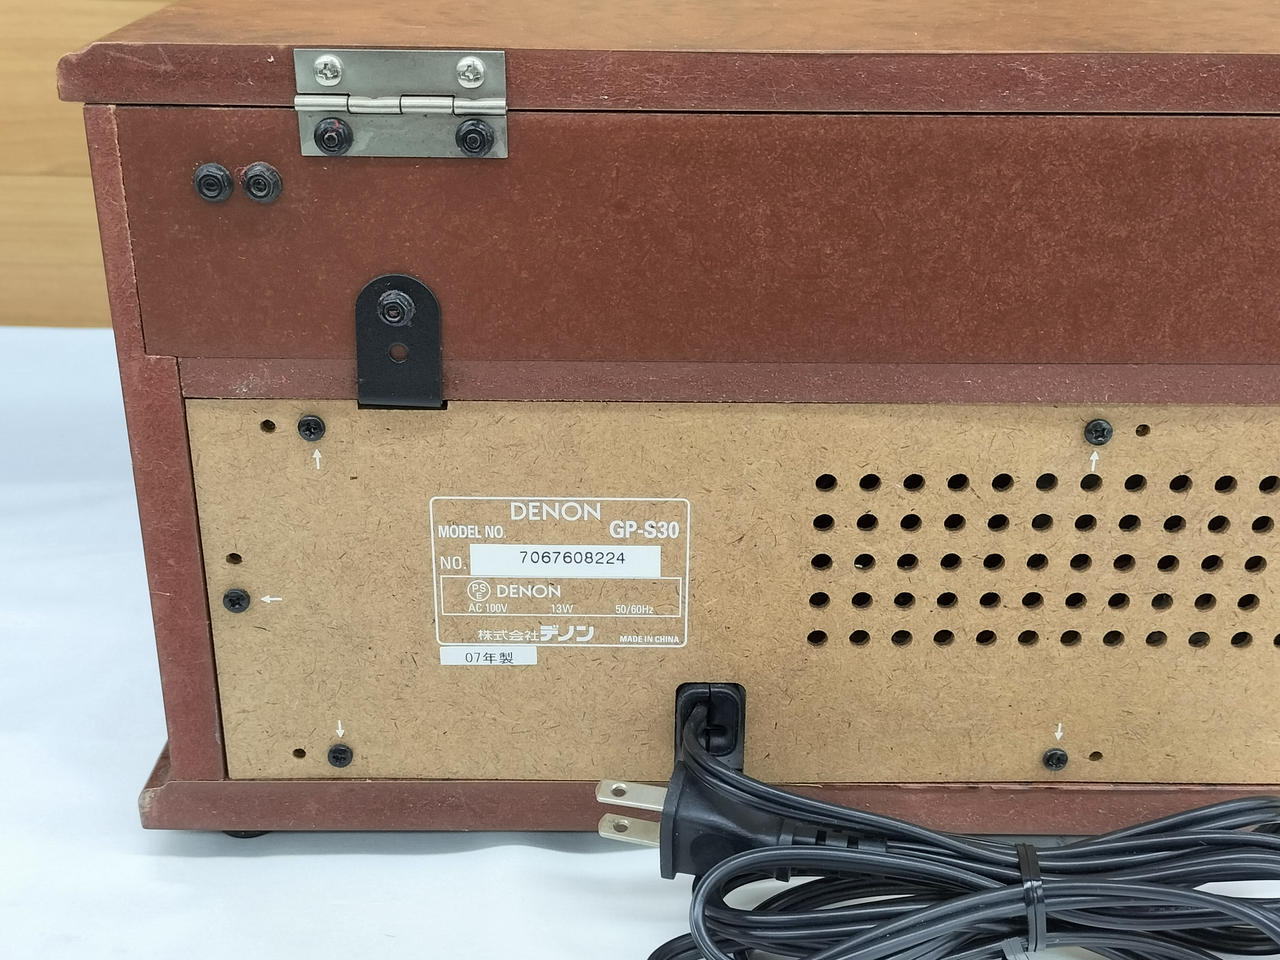 DENON
MODEL NO. GP-S30
NO. 7067608224
PS E DENON
AC 100V 13W 50/60Hz
株式会社デノン MADE IN CHINA
07年製